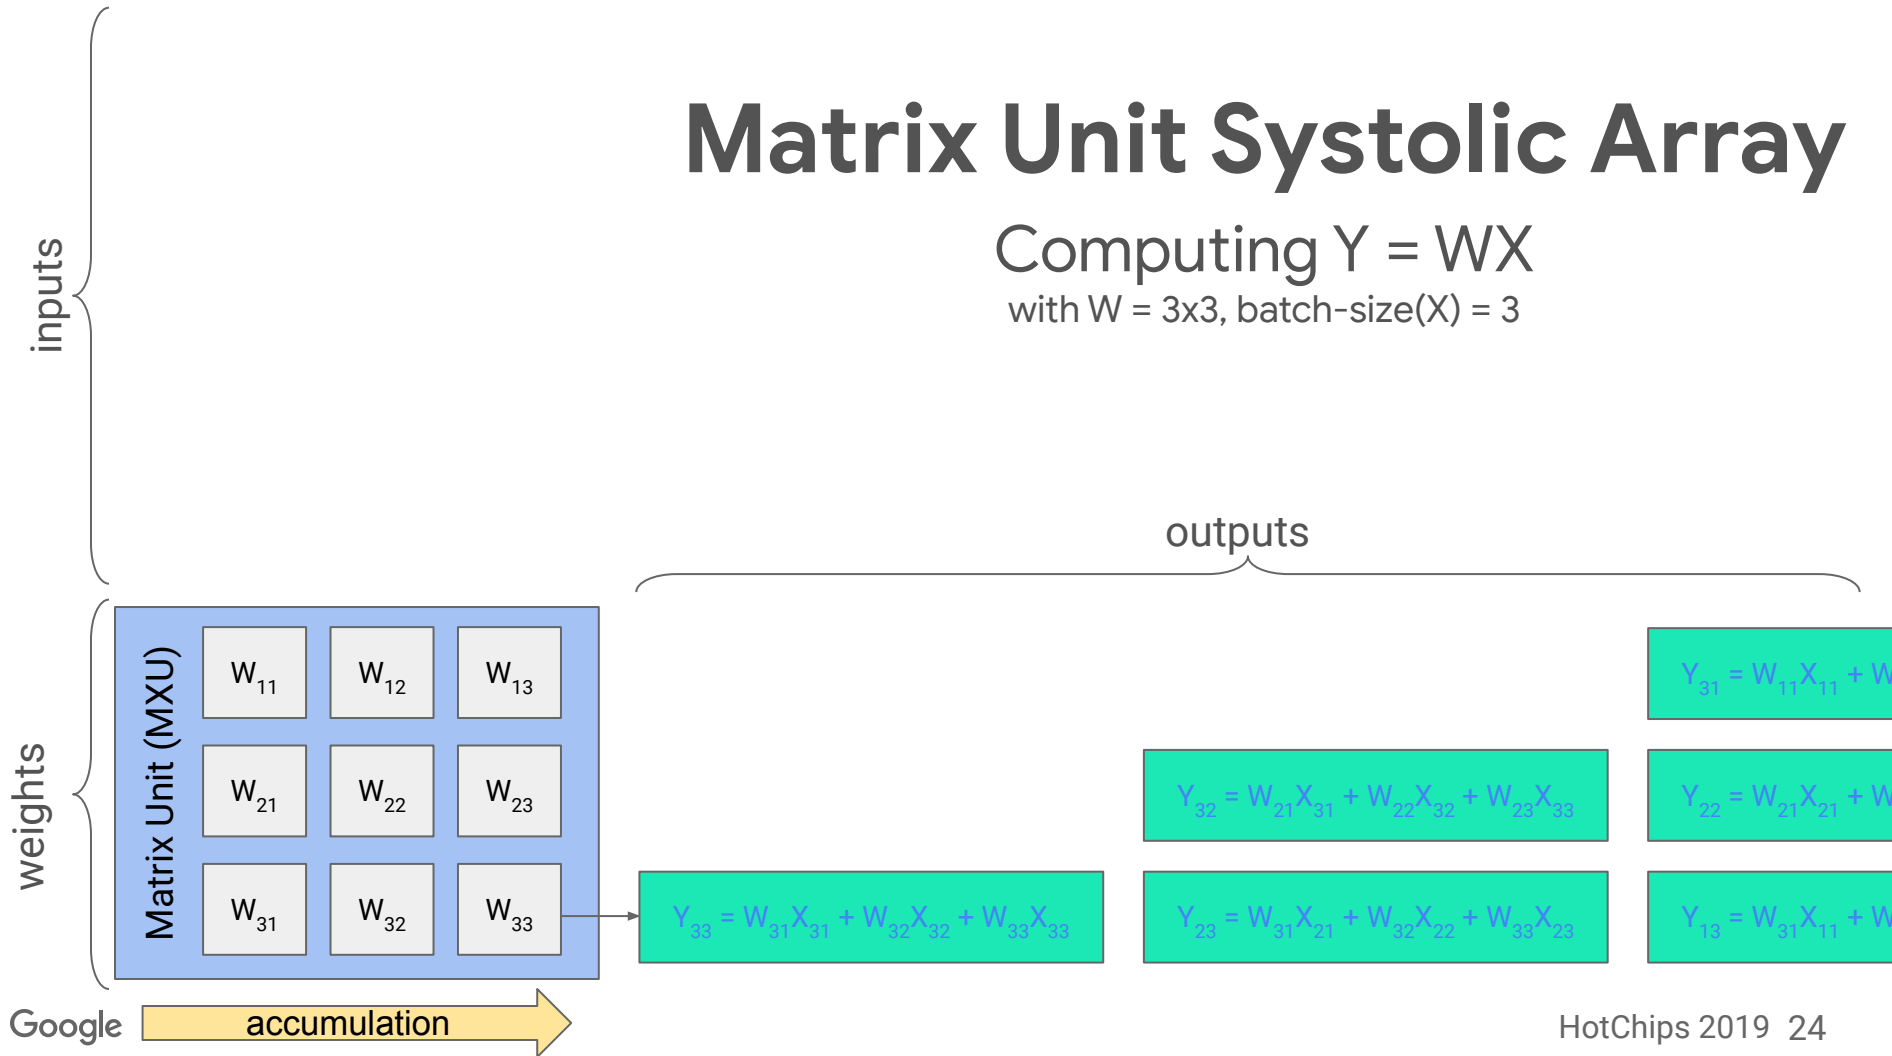 Matrix Unit Systolic Array
Computing Y = WX
with W = 3x3, batch-size(X) = 3
inputs
outputs
weights
Matrix Unit (MXU)
W₁₁ W₁₂ W₁₃
W₂₁ W₂₂ W₂₃
W₃₁ W₃₂ W₃₃
Y₃₁ = W₁₁X₁₁ + W
Y₃₂ = W₂₁X₃₁ + W₂₂X₃₂ + W₂₃X₃₃
Y₂₂ = W₂₁X₂₁ + W
Y₃₃ = W₃₁X₃₁ + W₃₂X₃₂ + W₃₃X₃₃
Y₂₃ = W₃₁X₂₁ + W₃₂X₂₂ + W₃₃X₂₃
Y₁₃ = W₃₁X₁₁ + W
accumulation
Google
HotChips 2019 24